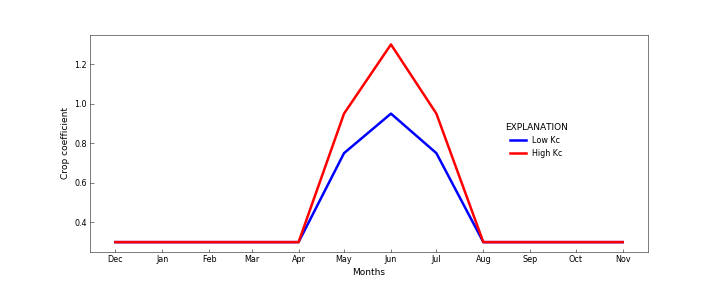 1.2
1.0
0.8
0.6
0.4
Crop coefficient
EXPLANATION
Low Kc
High Kc
Dec Jan Feb Mar Apr May Jun Jul Aug Sep Oct Nov
Months